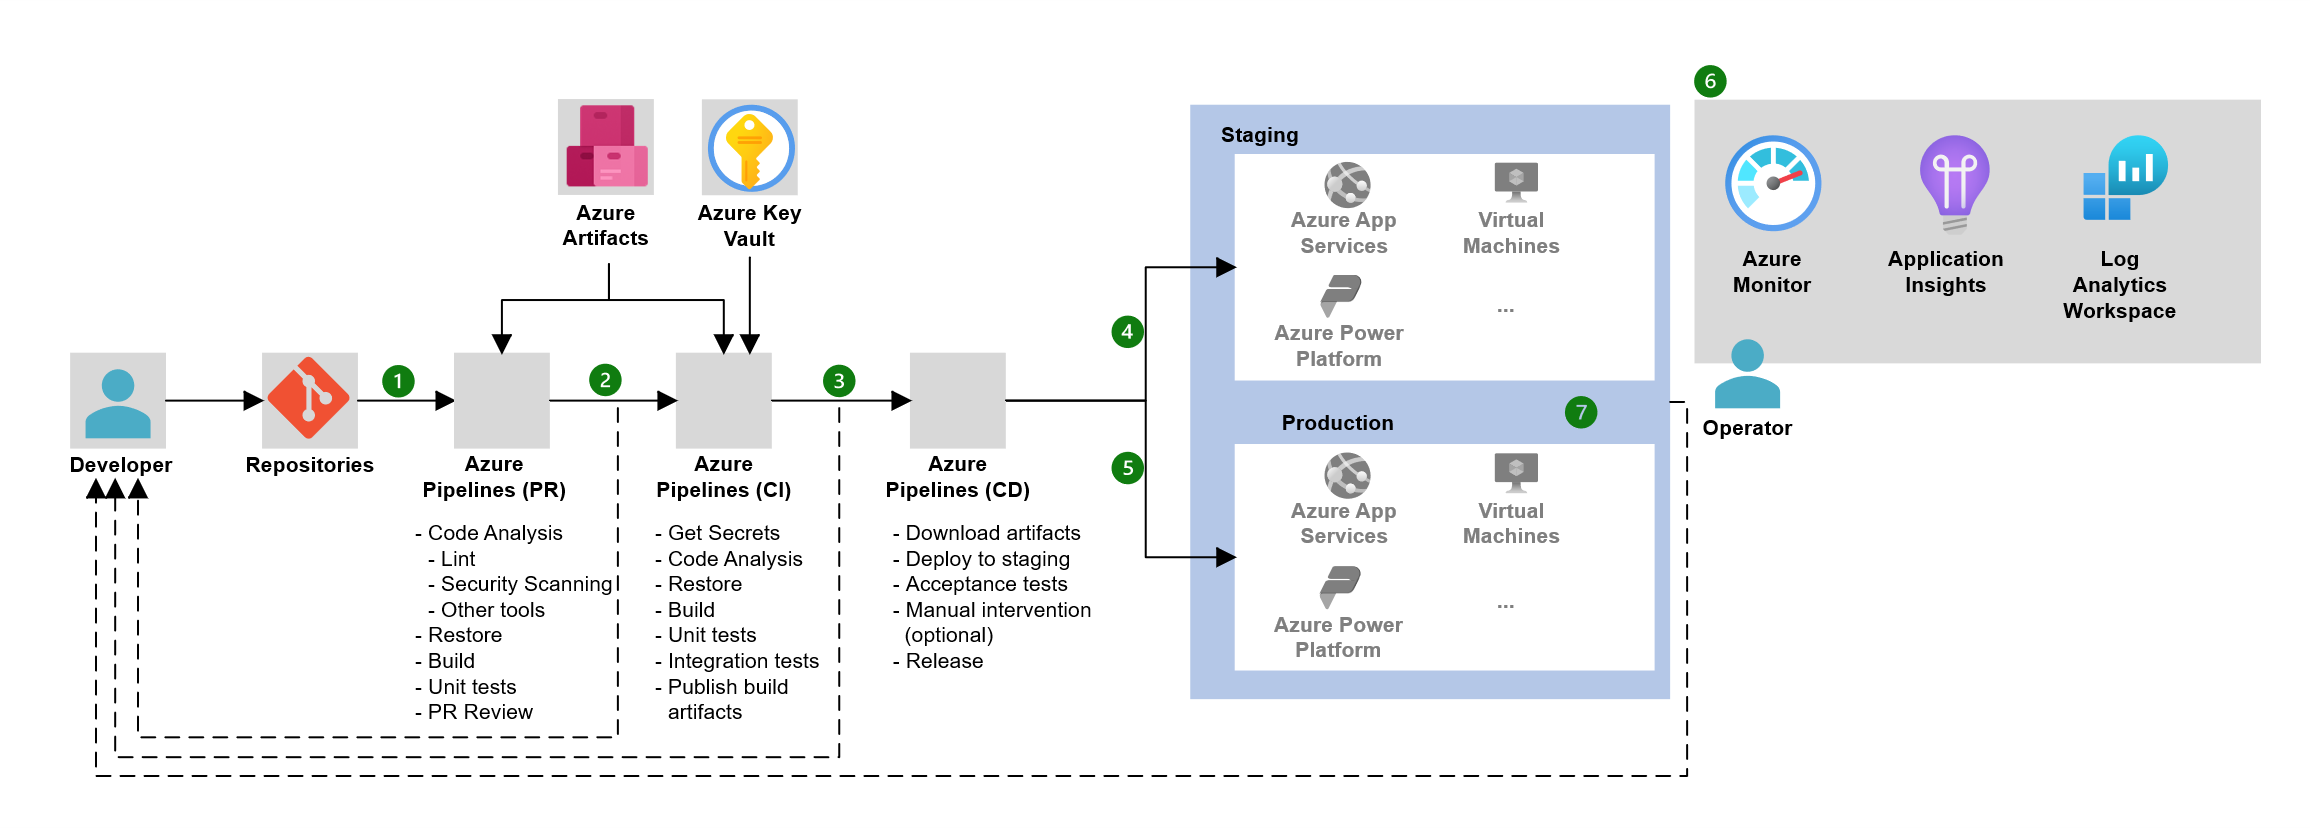 6
Staging
Azure App
Services
Virtual
Machines
Azure Power
Platform
...
Azure
Monitor
Application
Insights
Log
Analytics
Workspace
Azure
Artifacts
Azure Key
Vault
4
1
2
3
5
7
Developer
Repositories
Azure
Pipelines (PR)
- Code Analysis
- Lint
- Security Scanning
- Other tools
- Restore
- Build
- Unit tests
- PR Review
Azure
Pipelines (CI)
- Get Secrets
- Code Analysis
- Restore
- Build
- Unit tests
- Integration tests
- Publish build
artifacts
Azure
Pipelines (CD)
- Download artifacts
- Deploy to staging
- Acceptance tests
- Manual intervention
(optional)
- Release
Production
Azure App
Services
Virtual
Machines
Azure Power
Platform
...
Operator